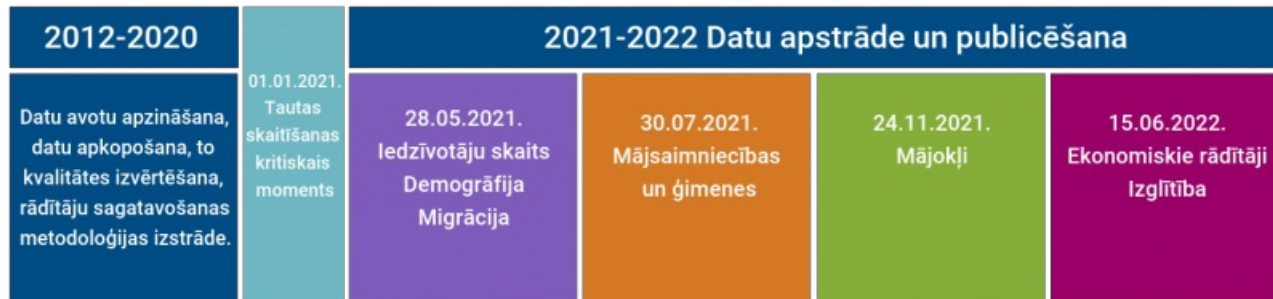 2012-2020
Datu avotu apzināšana,
datu apkopošana, to
kvalitātes izvērtēšana,
rādītāju sagatavošanas
metodoloģijas izstrāde.
01.01.2021.
Tautas
skaitīšanas
kritiskais
moments
2021-2022 Datu apstrāde un publicēšana
28.05.2021.
Iedzīvotāju skaits
Demogrāfija
Migrācija
30.07.2021.
Mājsaimniecības
un ģimenes
24.11.2021.
Mājokļi
15.06.2022.
Ekonomiskie rādītāji
Izglītība